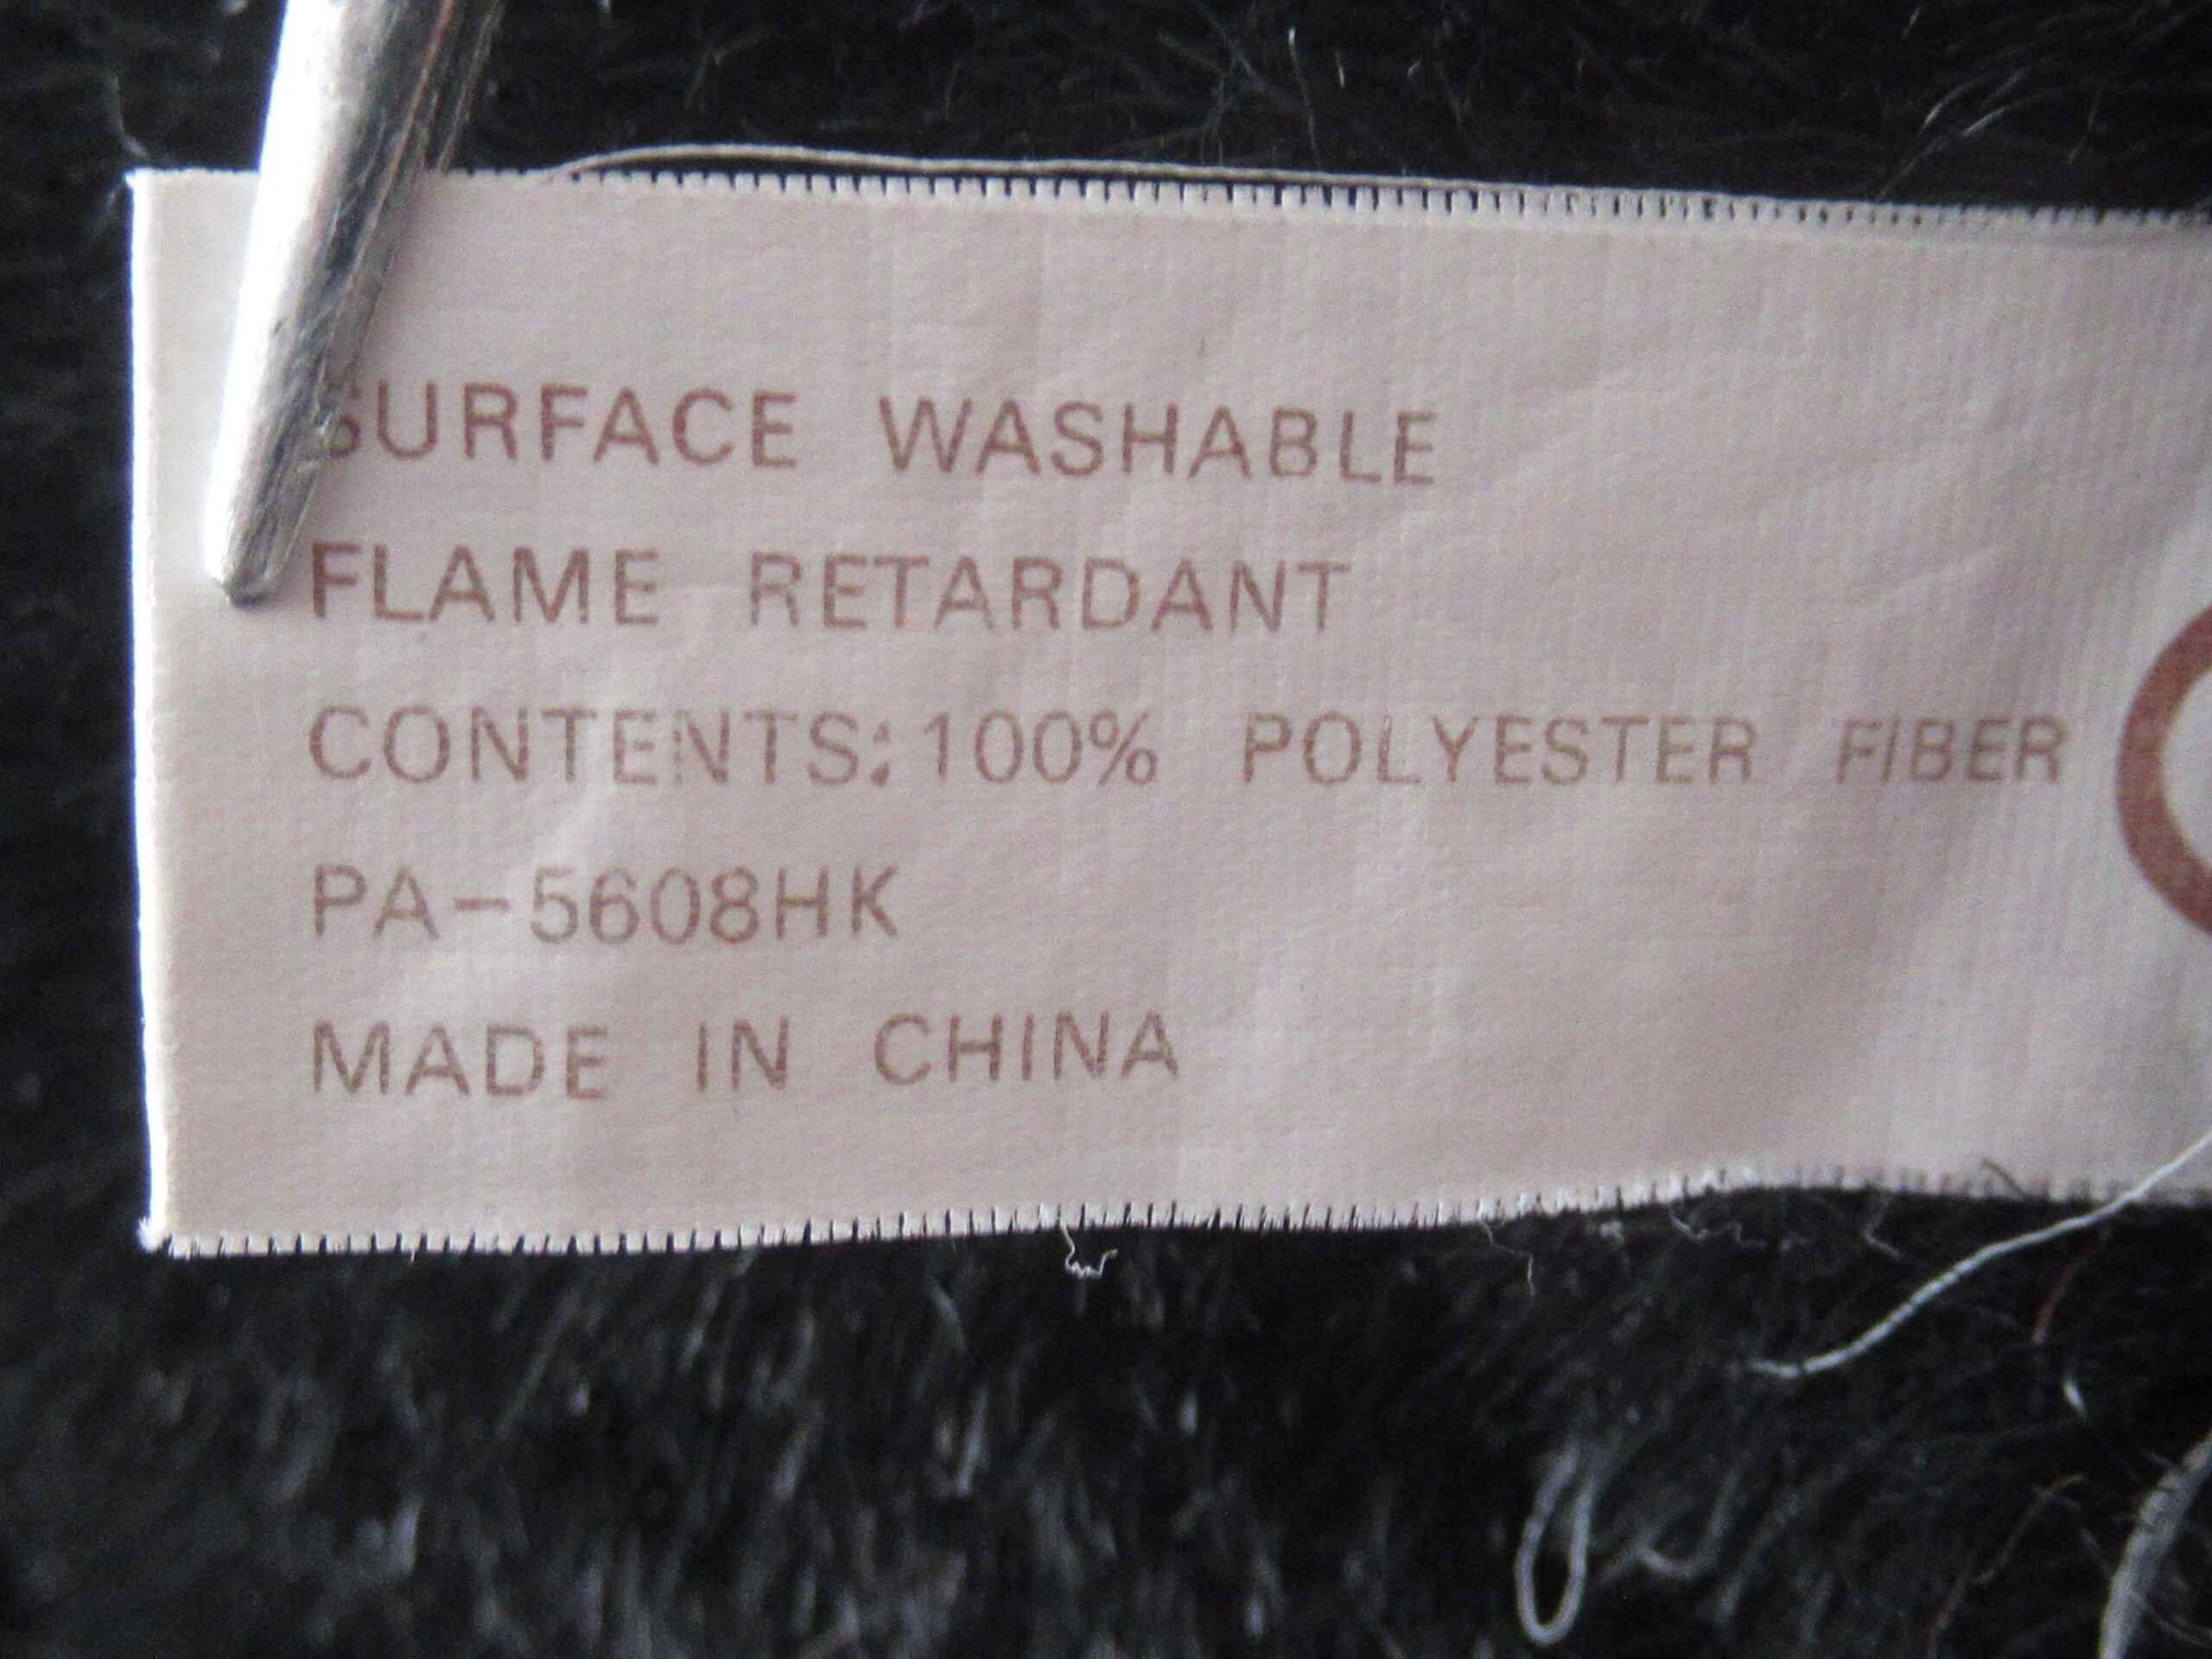 SURFACE WASHABLE
FLAME RETARDANT
CONTENTS:100% POLYESTER FIBER
PA-5608HK
MADE IN CHINA